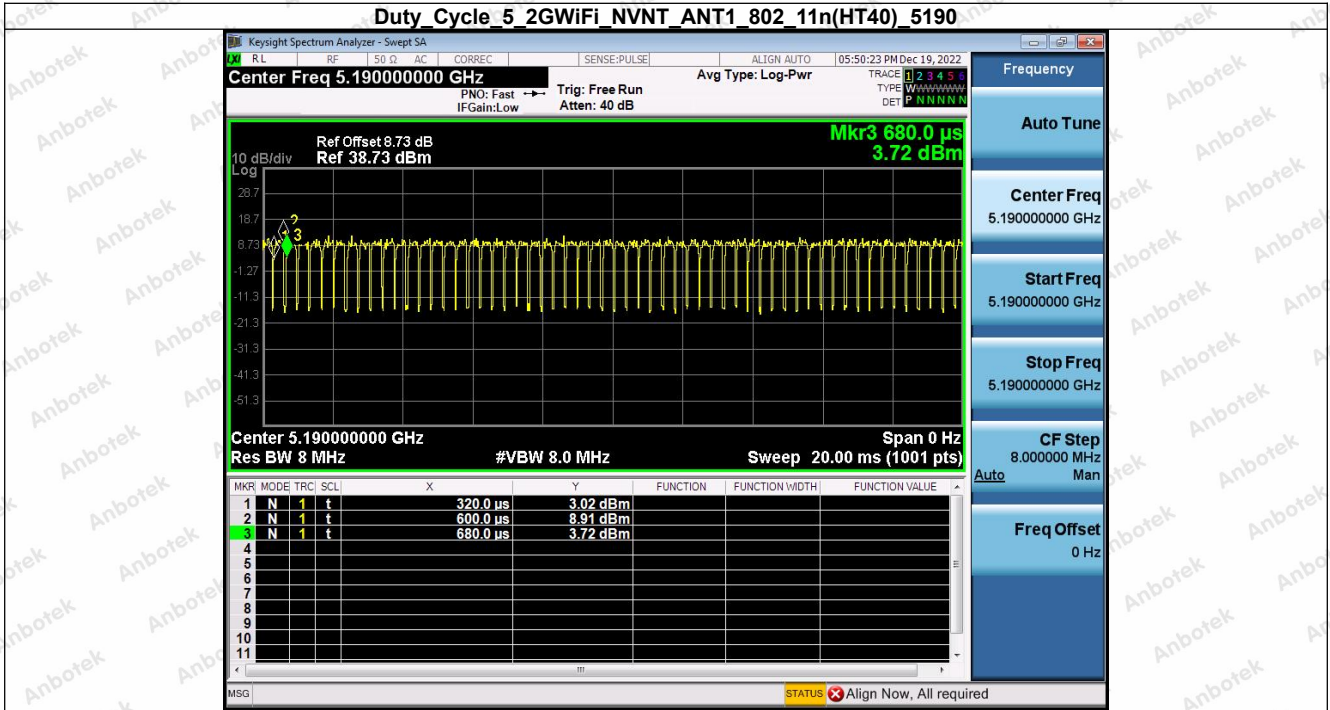 Duty_Cycle_5_2GWiFi_NVNT_ANT1_802_11n(HT40)_5190
Keysight Spectrum Analyzer - Swept SA
LXI RL RF 50 Ω AC CORREC SENSE:PULSE ALIGN AUTO 05:50:23 PM Dec 19, 2022
Center Freq 5.190000000 GHz Avg Type: Log-Pwr TRACE 1 2 3 4 5 6
PNO: Fast Trig: Free Run TYPE WWWWWW
IFGain:Low Atten: 40 dB DET P N N N N N
Mkr3 680.0 µs
3.72 dBm
Ref Offset 8.73 dB
10 dB/div Ref 38.73 dBm
Log
28.7
18.7
8.73
-1.27
-11.3
-21.3
-31.3
-41.3
-51.3
2
3
Center 5.190000000 GHz Span 0 Hz
Res BW 8 MHz #VBW 8.0 MHz Sweep 20.00 ms (1001 pts)
MKR MODE TRC SCL X Y FUNCTION FUNCTION WIDTH FUNCTION VALUE
1 N 1 t 320.0 µs 3.02 dBm
2 N 1 t 600.0 µs 8.91 dBm
3 N 1 t 680.0 µs 3.72 dBm
4
5
6
7
8
9
10
11
MSG STATUS Align Now, All required
Frequency
Auto Tune
Center Freq
5.190000000 GHz
Start Freq
5.190000000 GHz
Stop Freq
5.190000000 GHz
CF Step
8.000000 MHz
Auto Man
Freq Offset
0 Hz
Anbotek